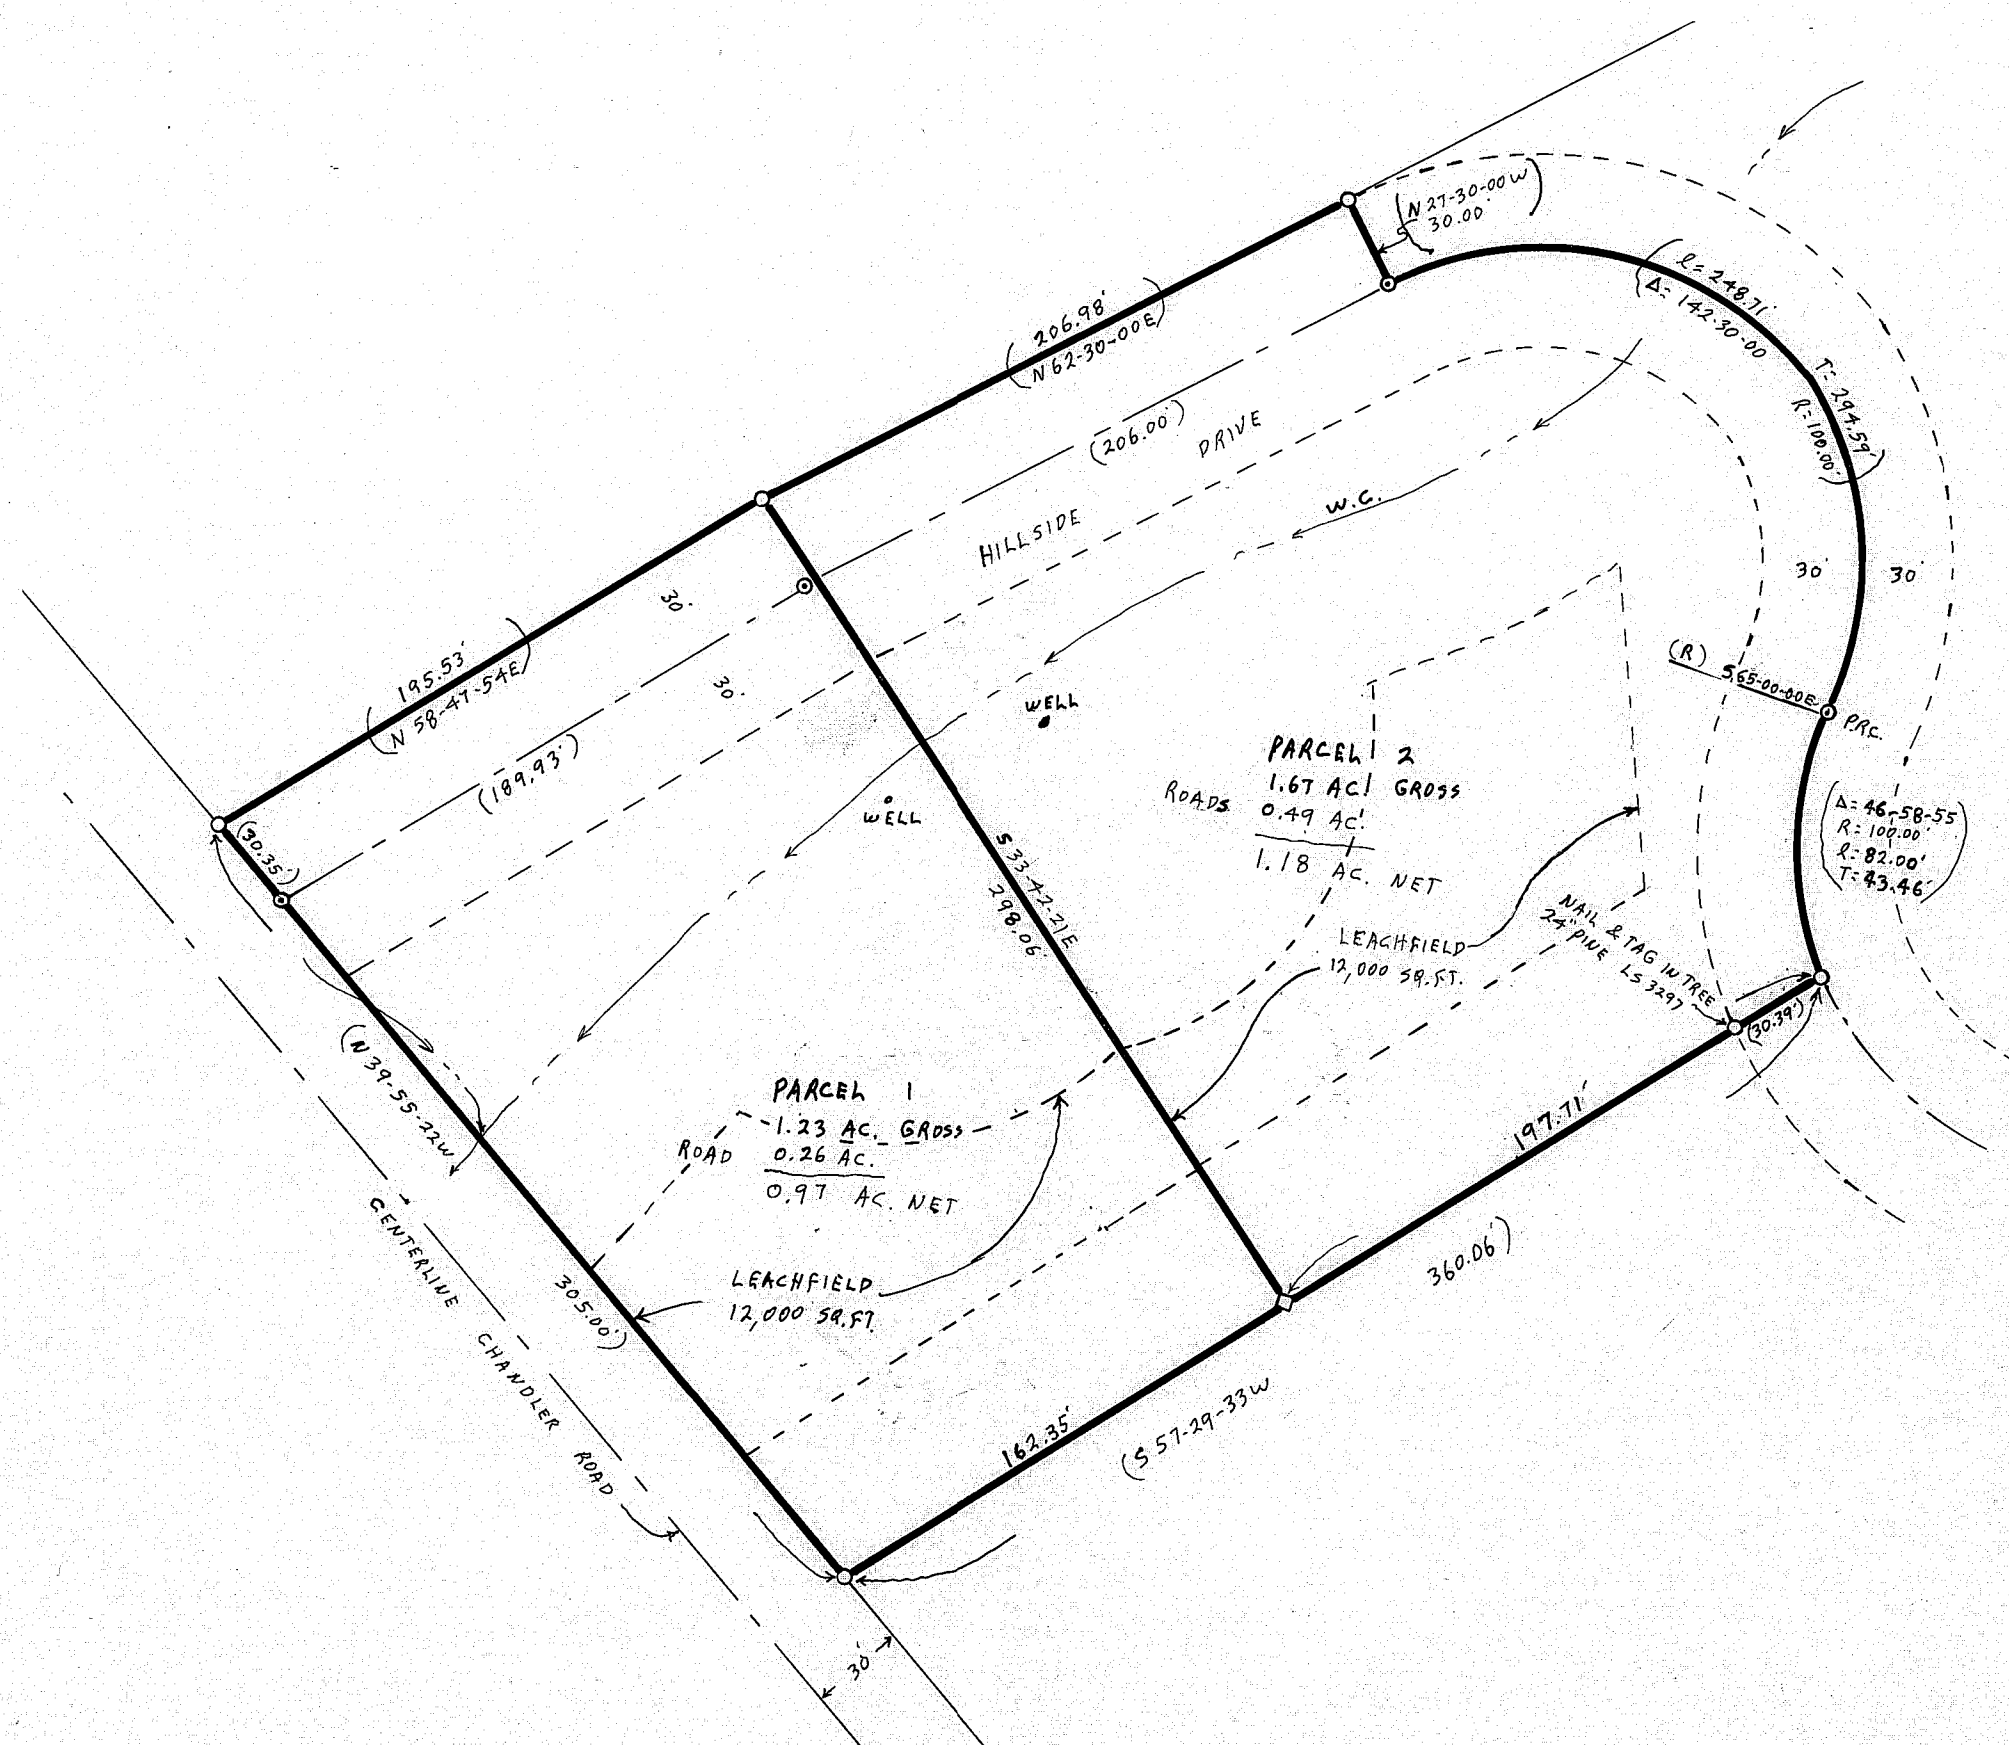 (N 27-30-00 W
30.00')
(206.98'
N 62-30-00 E)
(l= 248.71'
Δ= 142-30-00
T= 294.59'
R=100.00')
(206.00')
HILLSIDE DRIVE
W.C.
30'
30'
(195.53'
N 58-47-54 E)
30'
30'
(189.93')
(R)
S 65-00-00 E
P.R.C.
WELL
WELL
PARCEL 2
1.67 AC. GROSS
ROADS 0.49 AC.
1.18 AC. NET
(Δ= 46-58-55
R= 100.00'
l= 82.00'
T= 43.46')
(30.35')
S 33-42-21 E
298.06'
LEACHFIELD
12,000 SQ.FT.
NAIL & TAG IN TREE
24" PINE LS 3297
(30.39')
(N 39-55-22 W
305.00')
PARCEL 1
1.23 AC. GROSS
ROAD 0.26 AC.
0.97 AC. NET
197.71'
LEACHFIELD
12,000 SQ.FT.
162.35'
(S 57-29-33 W
360.06')
CENTERLINE CHANDLER ROAD
30'